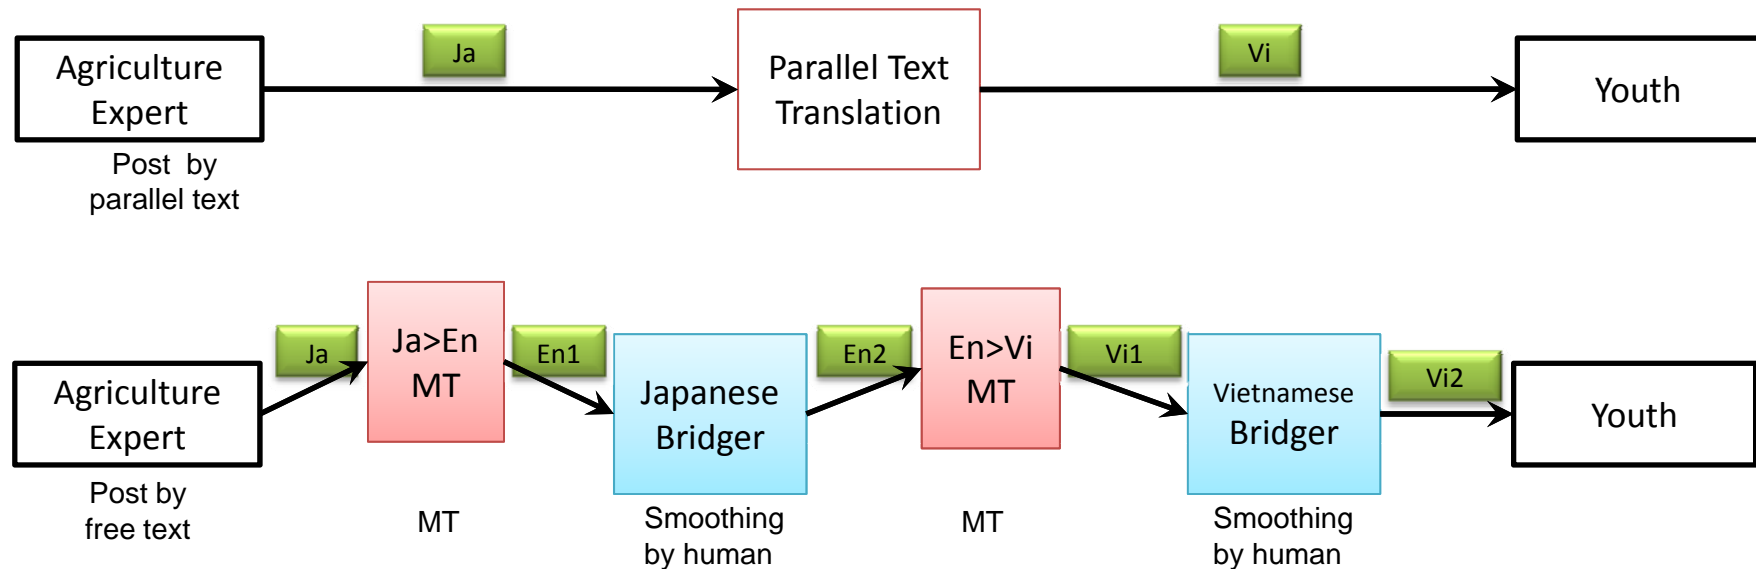 Agriculture
Expert
Ja
Parallel Text
Translation
Vi
Youth
Post by
parallel text
Agriculture
Expert
Ja
Ja>En
MT
En1
Japanese
Bridger
En2
En>Vi
MT
Vi1
Vietnamese
Bridger
Vi2
Youth
Post by
free text
MT
Smoothing
by human
MT
Smoothing
by human